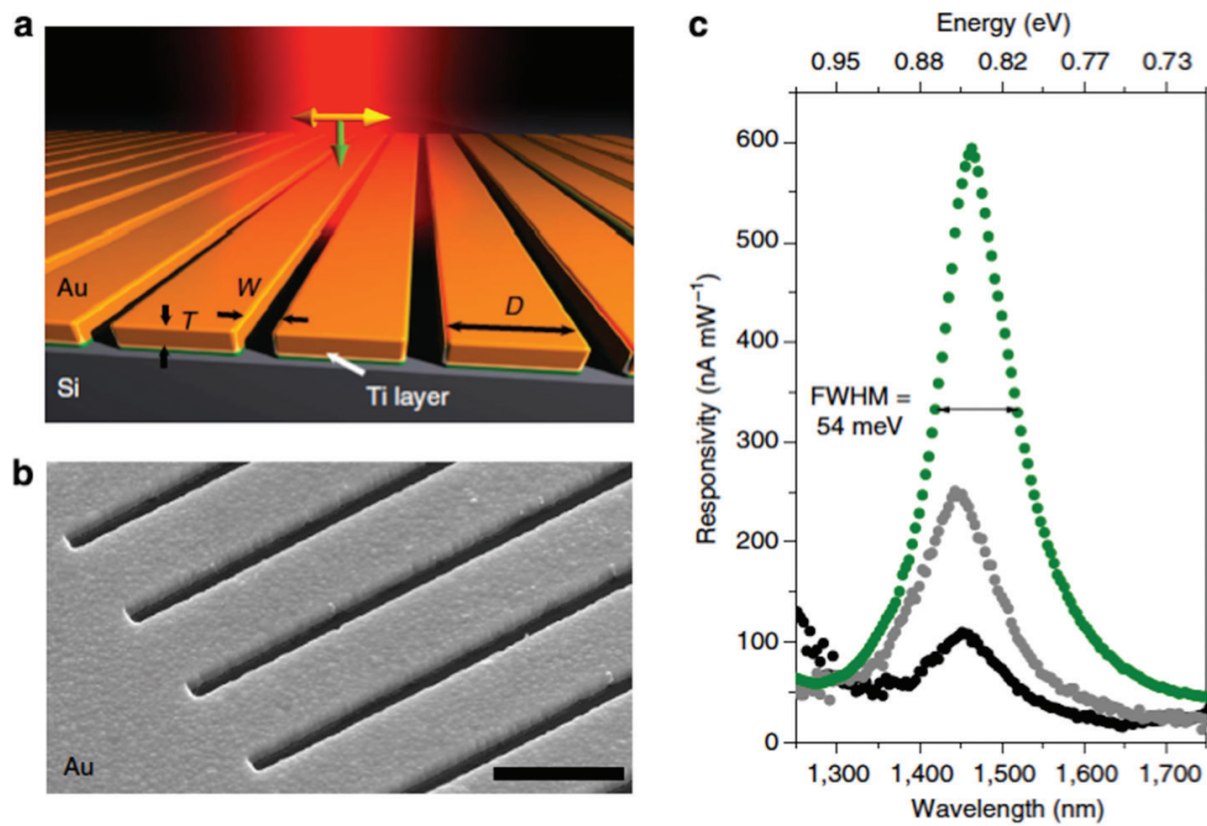 a
Au
T
W
D
Si
Ti layer
b
Au
c
Energy (eV)
0.95 0.88 0.82 0.77 0.73
600
500
400
300
200
100
0
Responsivity (nA mW⁻¹)
FWHM =
54 meV
1,300 1,400 1,500 1,600 1,700
Wavelength (nm)